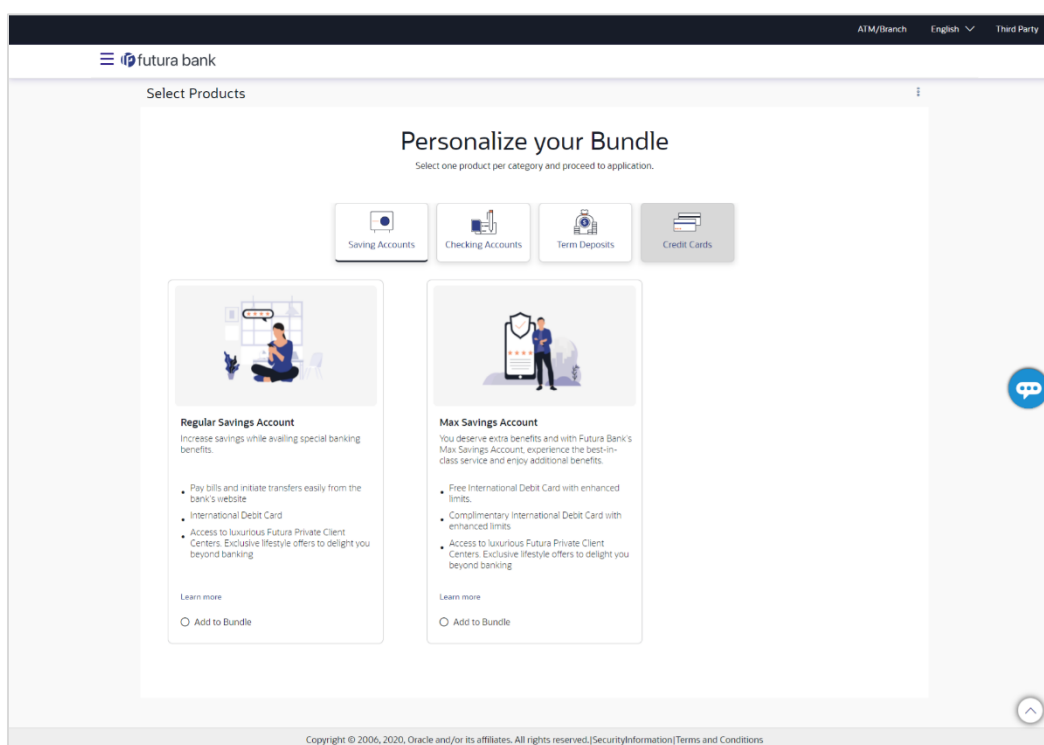 ATM/Branch English Third Party
futura bank
Select Products
Personalize your Bundle
Select one product per category and proceed to application.
Saving Accounts Checking Accounts Term Deposits Credit Cards
Regular Savings Account
Increase savings while availing special banking
benefits.
• Pay bills and initiate transfers easily from the
bank's website
• International Debit Card
• Access to luxurious Futura Private Client
Centers. Exclusive lifestyle offers to delight you
beyond banking
Learn more
Add to Bundle
Max Savings Account
You deserve extra benefits and with Futura Bank's
Max Savings Account, experience the best-in-
class service and enjoy additional benefits.
• Free International Debit Card with enhanced
limits.
• Complimentary International Debit Card with
enhanced limits
• Access to luxurious Futura Private Client
Centers. Exclusive lifestyle offers to delight you
beyond banking
Learn more
Add to Bundle
Copyright © 2006, 2020, Oracle and/or its affiliates. All rights reserved.|SecurityInformation|Terms and Conditions